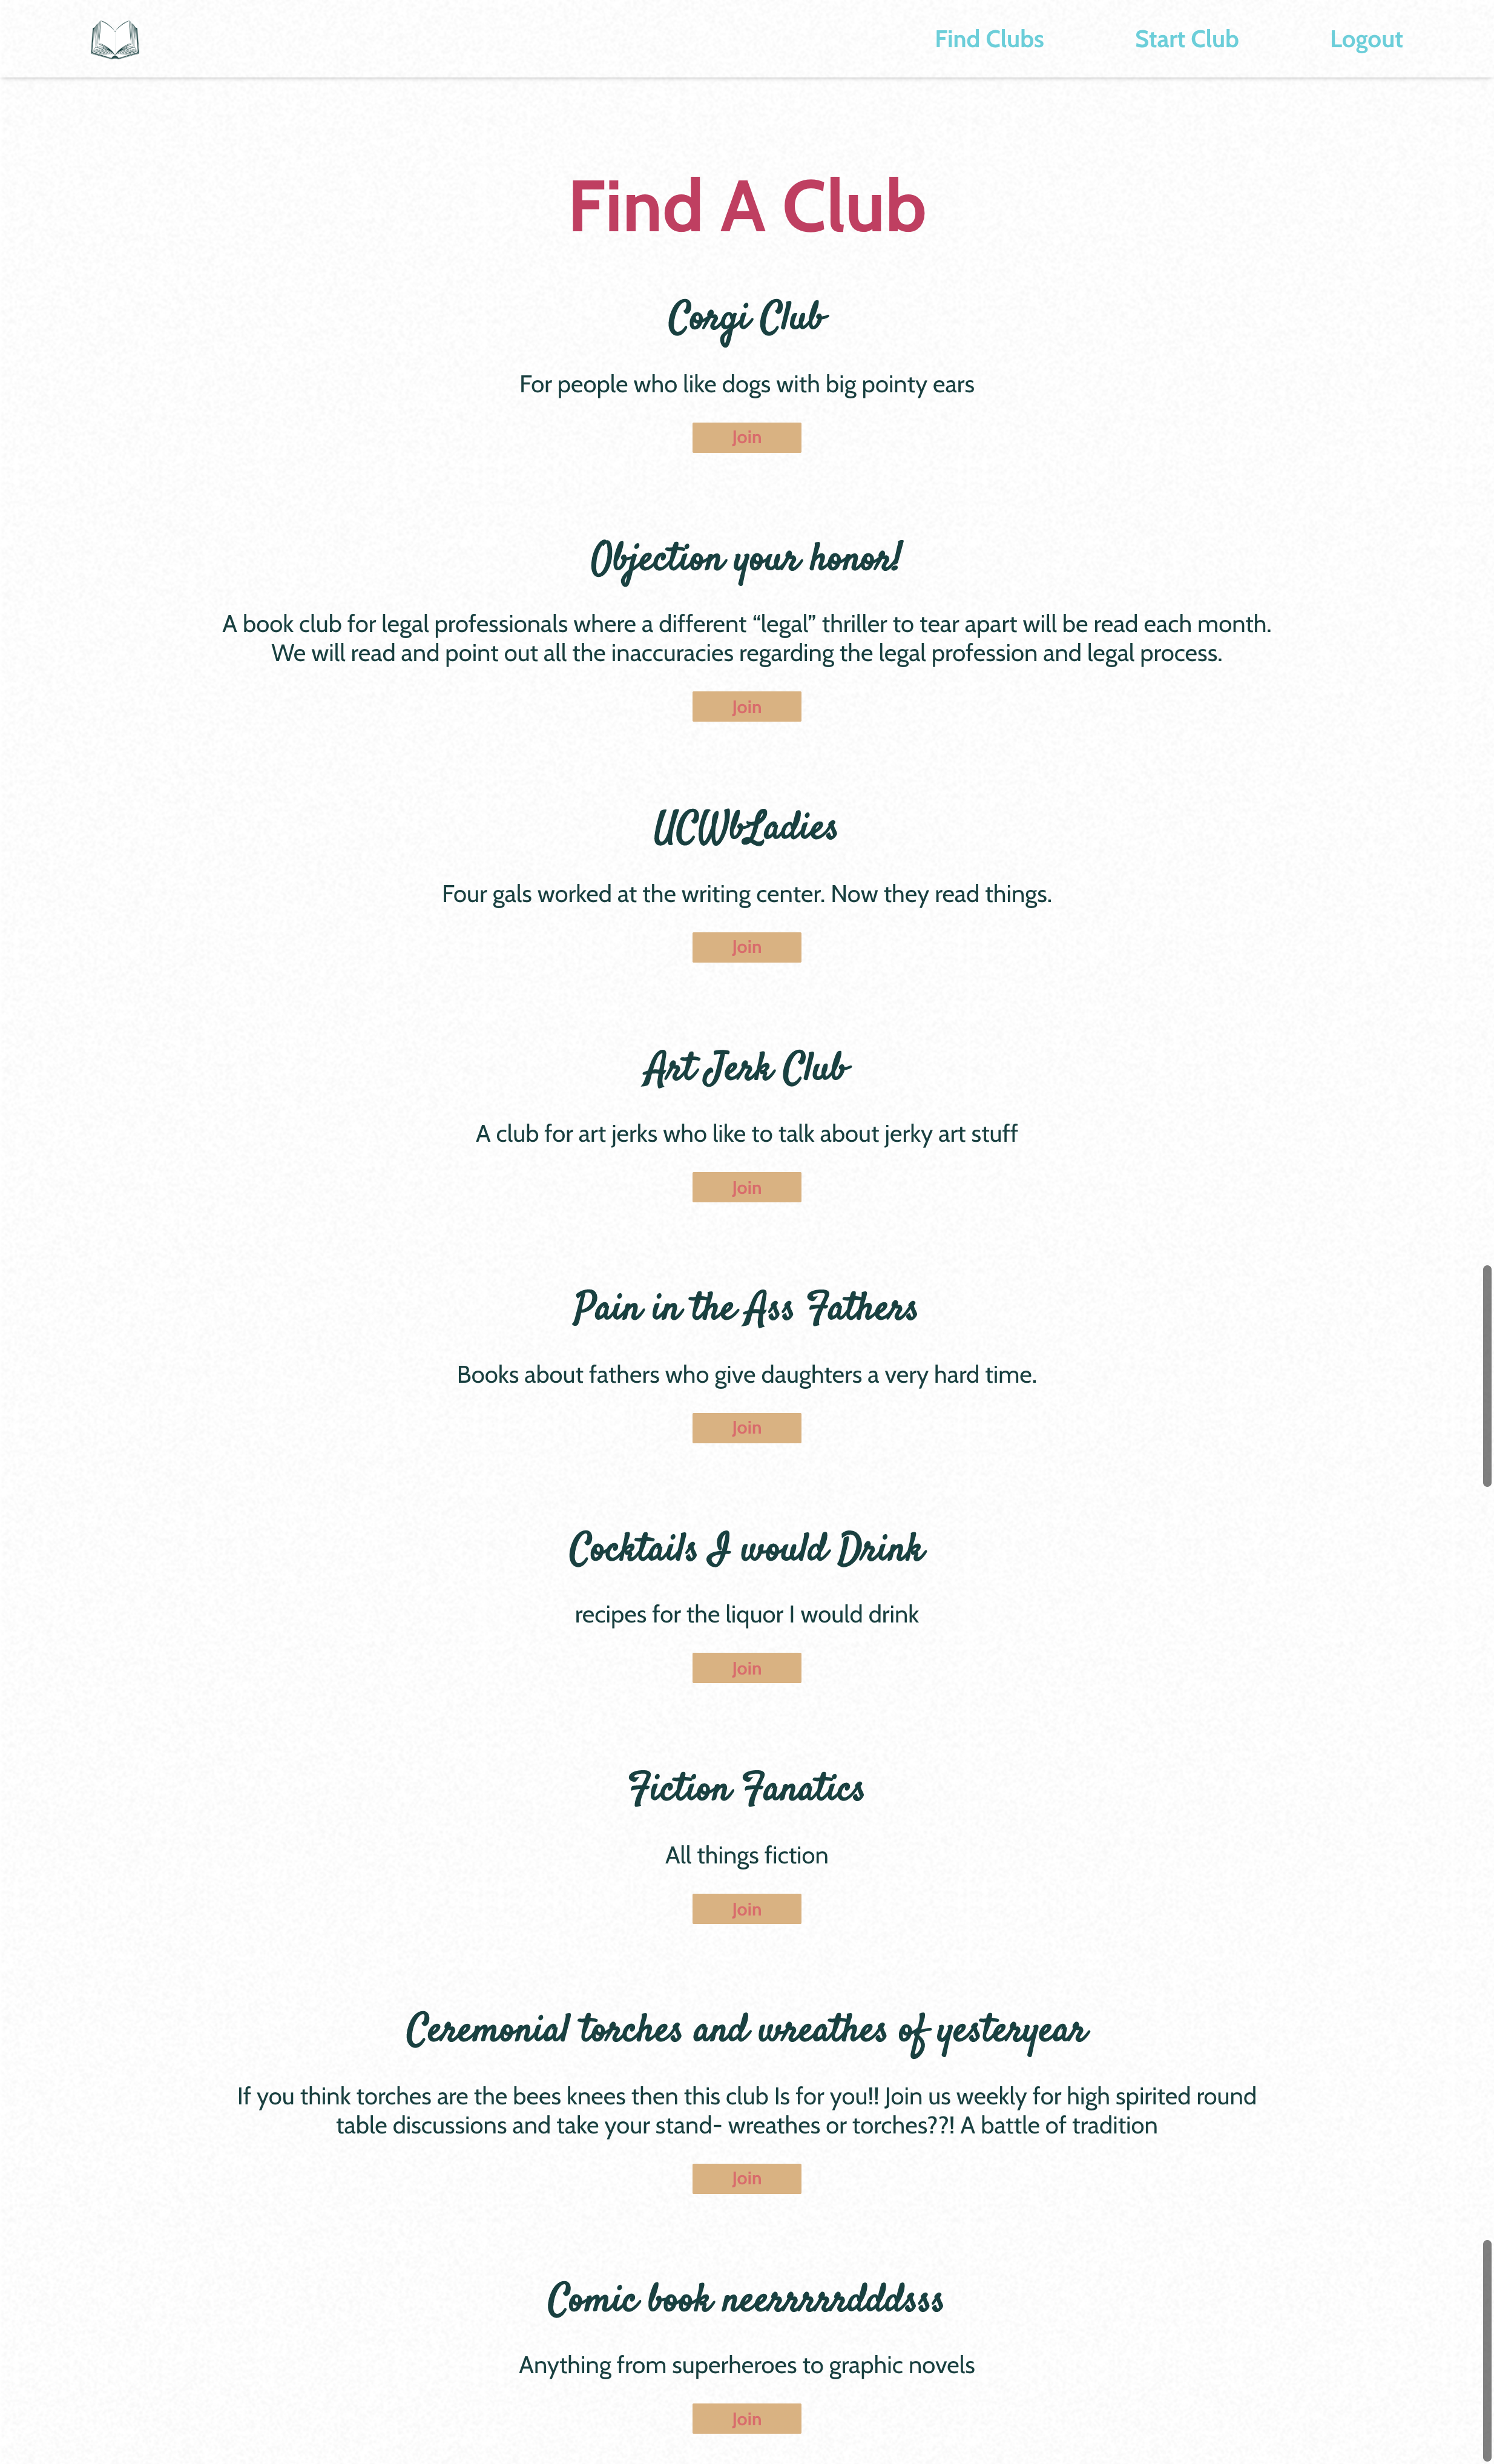 Find Clubs Start Club Logout
Find A Club
Corgi Club
For people who like dogs with big pointy ears
Join
Objection your honor!
A book club for legal professionals where a different “legal” thriller to tear apart will be read each month.
We will read and point out all the inaccuracies regarding the legal profession and legal process.
Join
UCWbLadies
Four gals worked at the writing center. Now they read things.
Join
Art Jerk Club
A club for art jerks who like to talk about jerky art stuff
Join
Pain in the Ass Fathers
Books about fathers who give daughters a very hard time.
Join
Cocktails I would Drink
recipes for the liquor I would drink
Join
Fiction Fanatics
All things fiction
Join
Ceremonial torches and wreathes of yesteryear
If you think torches are the bees knees then this club Is for you!! Join us weekly for high spirited round
table discussions and take your stand- wreathes or torches??! A battle of tradition
Join
Comic book neerrrrrdddsss
Anything from superheroes to graphic novels
Join